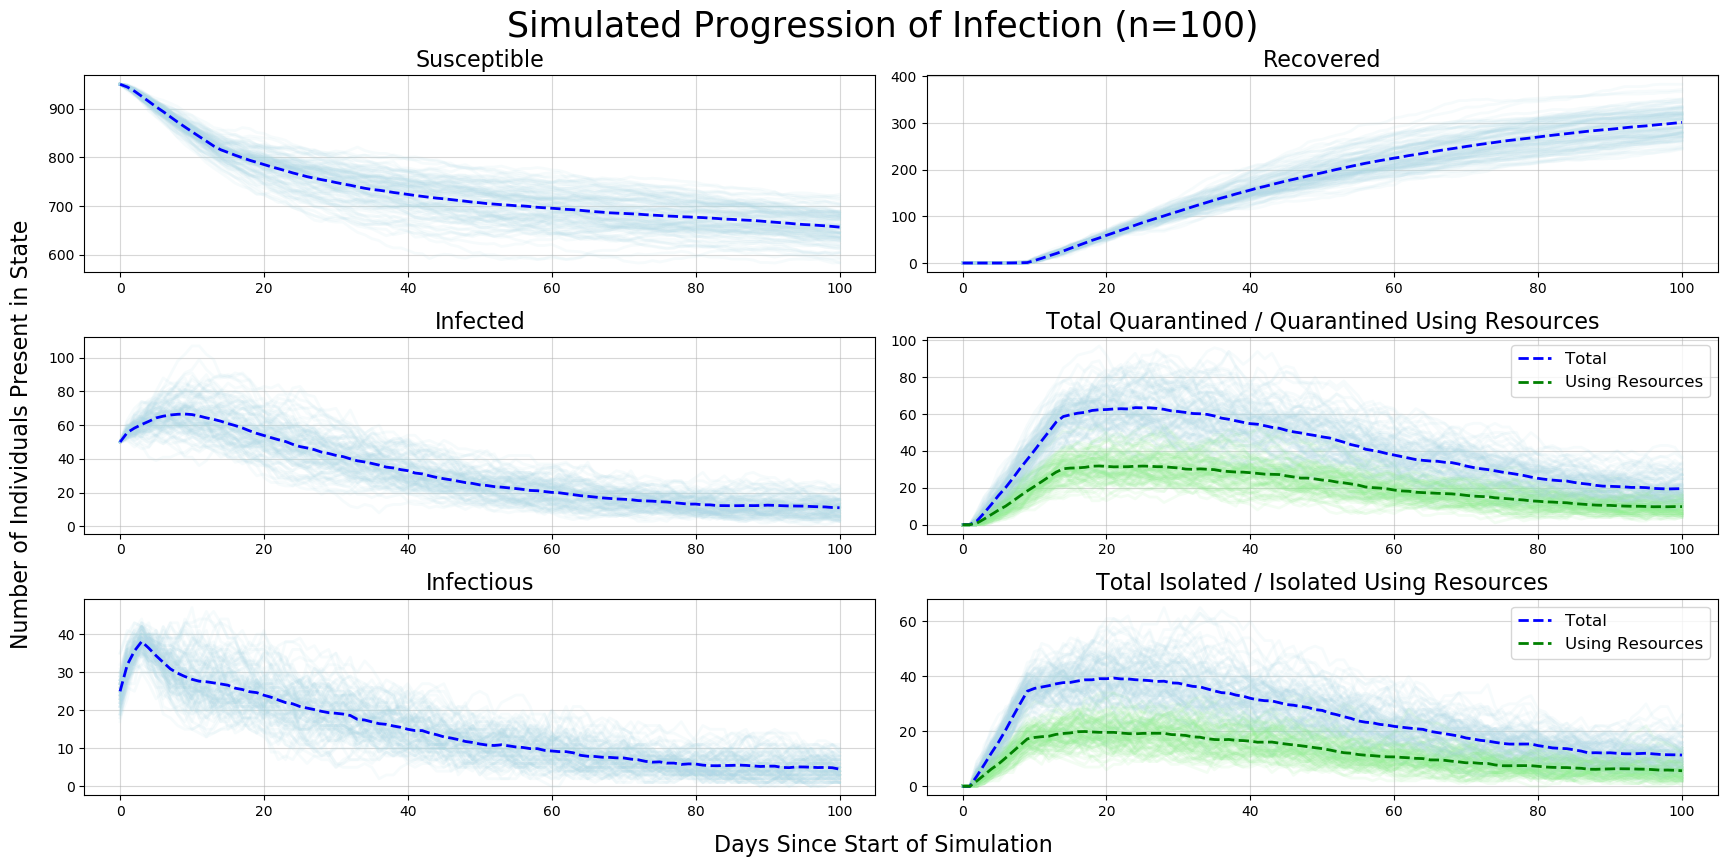 Simulated Progression of Infection (n=100)
Susceptible
900
800
700
600
0 20 40 60 80 100
Recovered
400
300
200
100
0
0 20 40 60 80 100
Number of Individuals Present in State
Infected
100
80
60
40
20
0
0 20 40 60 80 100
Total Quarantined / Quarantined Using Resources
100
80
60
40
20
0
Total
Using Resources
0 20 40 60 80 100
Infectious
40
30
20
10
0
0 20 40 60 80 100
Total Isolated / Isolated Using Resources
60
40
20
0
Total
Using Resources
0 20 40 60 80 100
Days Since Start of Simulation